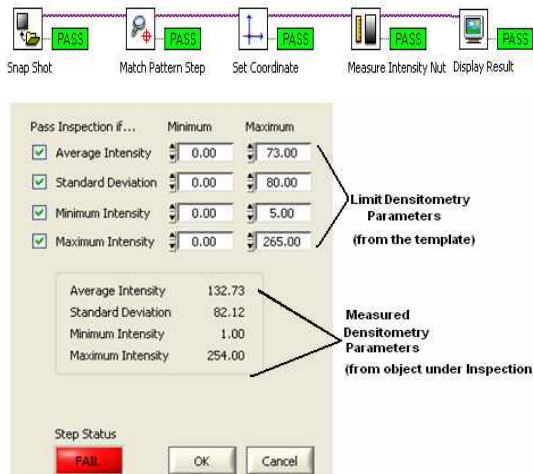 PASS PASS PASS PASS PASS
Snap Shot Match Pattern Step Set Coordinate Measure Intensity Nut Display Result
Pass Inspection if... Minimum Maximum
Average Intensity 0.00 73.00
Standard Deviation 0.00 80.00
Minimum Intensity 0.00 5.00
Maximum Intensity 0.00 265.00
Limit Densitometry
Parameters
(from the template)
Average Intensity 132.73
Standard Deviation 82.12
Minimum Intensity 1.00
Maximum Intensity 254.00
Measured
Densitometry
Parameters
(from object under Inspection
Step Status
FAIL OK Cancel